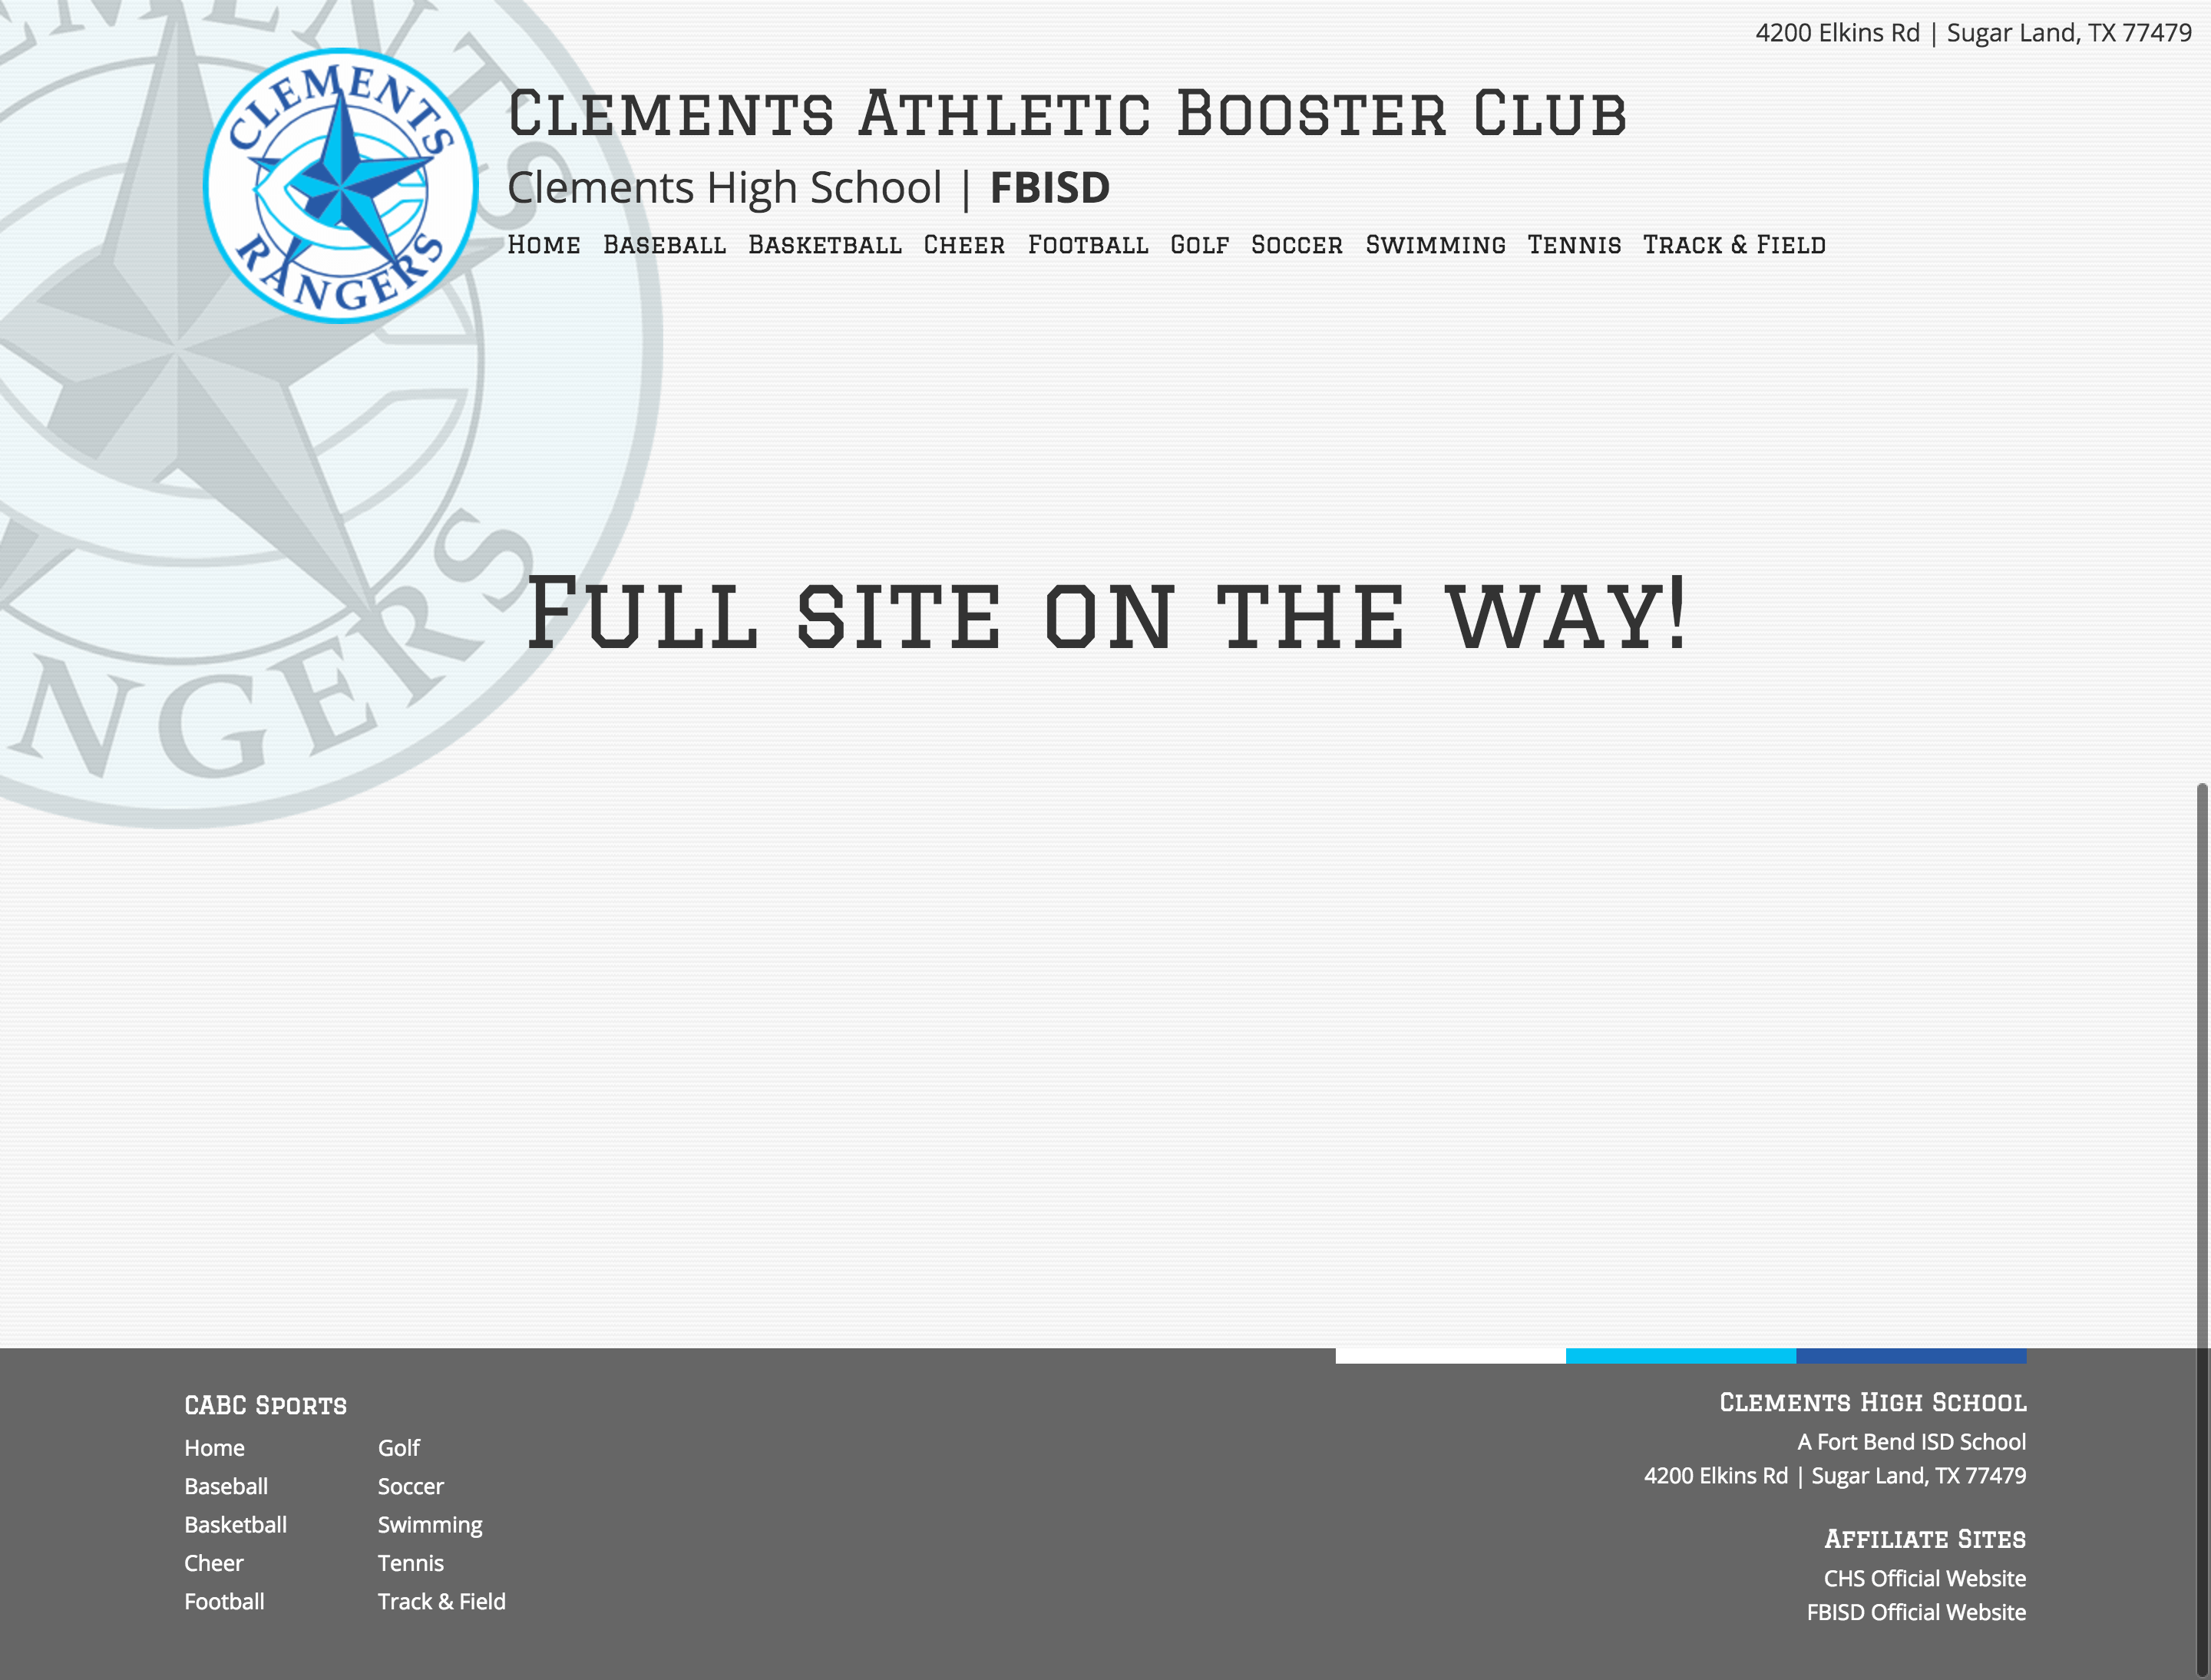 4200 Elkins Rd | Sugar Land, TX 77479
CLEMENTS
RANGERS
Clements Athletic Booster Club
Clements High School | FBISD
Home Baseball Basketball Cheer Football Golf Soccer Swimming Tennis Track & Field
Full site on the way!
CABC Sports
Home
Baseball
Basketball
Cheer
Football
Golf
Soccer
Swimming
Tennis
Track & Field
Clements High School
A Fort Bend ISD School
4200 Elkins Rd | Sugar Land, TX 77479
Affiliate Sites
CHS Official Website
FBISD Official Website